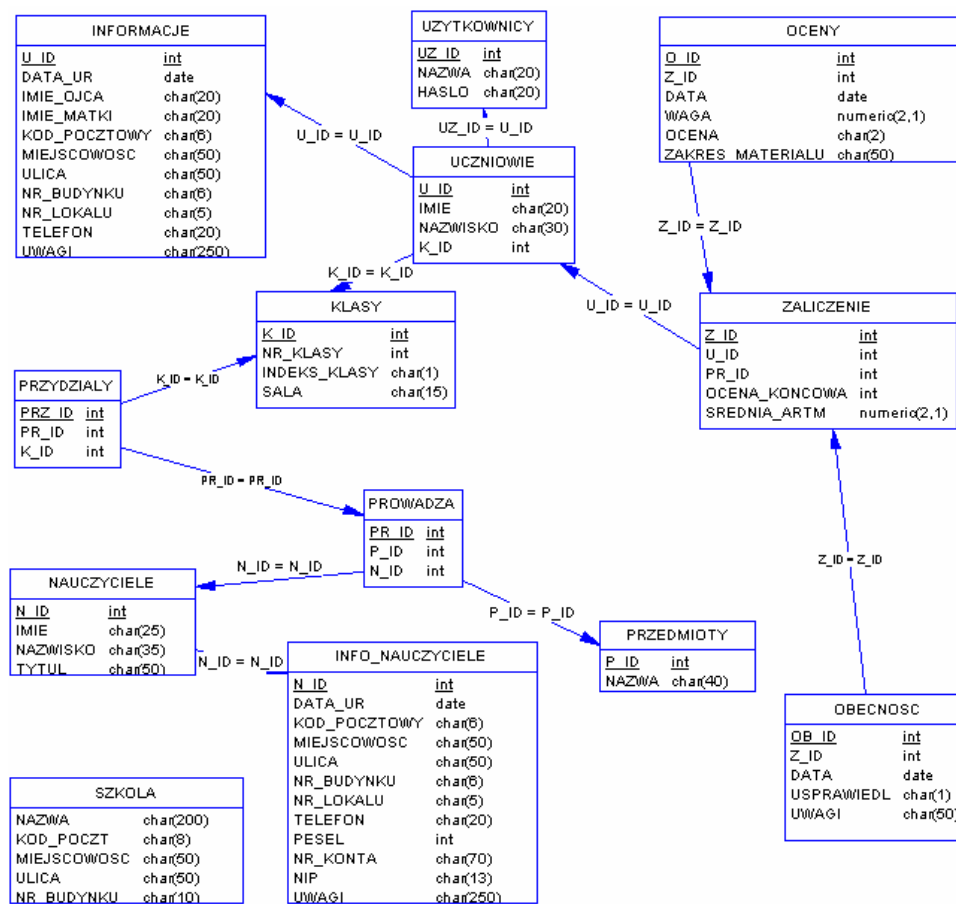 INFORMACJE
U_ID int
DATA_UR date
IMIE_OJCA char(20)
IMIE_MATKI char(20)
KOD_POCZTOWY char(6)
MIEJSCOWOSC char(50)
ULICA char(50)
NR_BUDYNKU char(6)
NR_LOKALU char(5)
TELEFON char(20)
UWAGI char(250)
UZYTKOWNICY
UZ_ID int
NAZWA char(20)
HASLO char(20)
OCENY
O_ID int
Z_ID int
DATA date
WAGA numeric(2,1)
OCENA char(2)
ZAKRES_MATERIALU char(50)
U_ID = U_ID
UZ_ID = U_ID
UCZNIOWIE
U_ID int
IMIE char(20)
NAZWISKO char(30)
K_ID int
Z_ID = Z_ID
K_ID = K_ID
U_ID = U_ID
KLASY
K_ID int
NR_KLASY int
INDEKS_KLASY char(1)
SALA char(15)
ZALICZENIE
Z_ID int
U_ID int
PR_ID int
OCENA_KONCOWA int
SREDNIA_ARTM numeric(2,1)
K_ID = K_ID
PRZYDZIALY
PRZ_ID int
PR_ID int
K_ID int
PR_ID = PR_ID
PROWADZA
PR_ID int
P_ID int
N_ID int
Z_ID = Z_ID
N_ID = N_ID
NAUCZYCIELE
N_ID int
IMIE char(25)
NAZWISKO char(35)
TYTUL char(50)
P_ID = P_ID
PRZEDMIOTY
P_ID int
NAZWA char(40)
N_ID = N_ID
INFO_NAUCZYCIELE
N_ID int
DATA_UR date
KOD_POCZTOWY char(6)
MIEJSCOWOSC char(50)
ULICA char(50)
NR_BUDYNKU char(6)
NR_LOKALU char(5)
TELEFON char(20)
PESEL int
NR_KONTA char(70)
NIP char(13)
UWAGI char(250)
OBECNOSC
OB_ID int
Z_ID int
DATA date
USPRAWIEDL char(1)
UWAGI char(50)
SZKOLA
NAZWA char(200)
KOD_POCZT char(8)
MIEJSCOWOSC char(50)
ULICA char(50)
NR_BUDYNKU char(10)